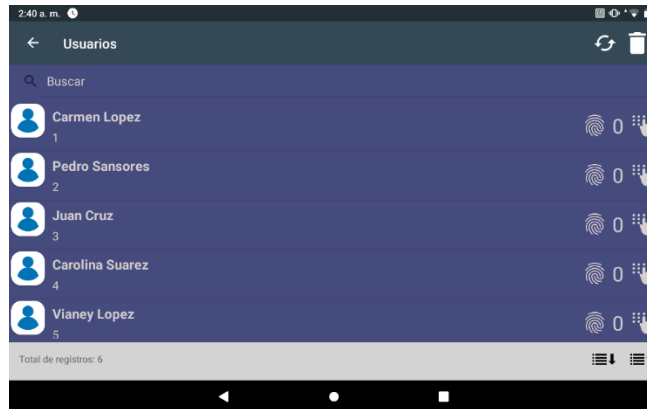 2:40 a. m.
Usuarios
Buscar
Carmen Lopez
1
0
Pedro Sansores
2
0
Juan Cruz
3
0
Carolina Suarez
4
0
Vianey Lopez
5
0
Total de registros: 6